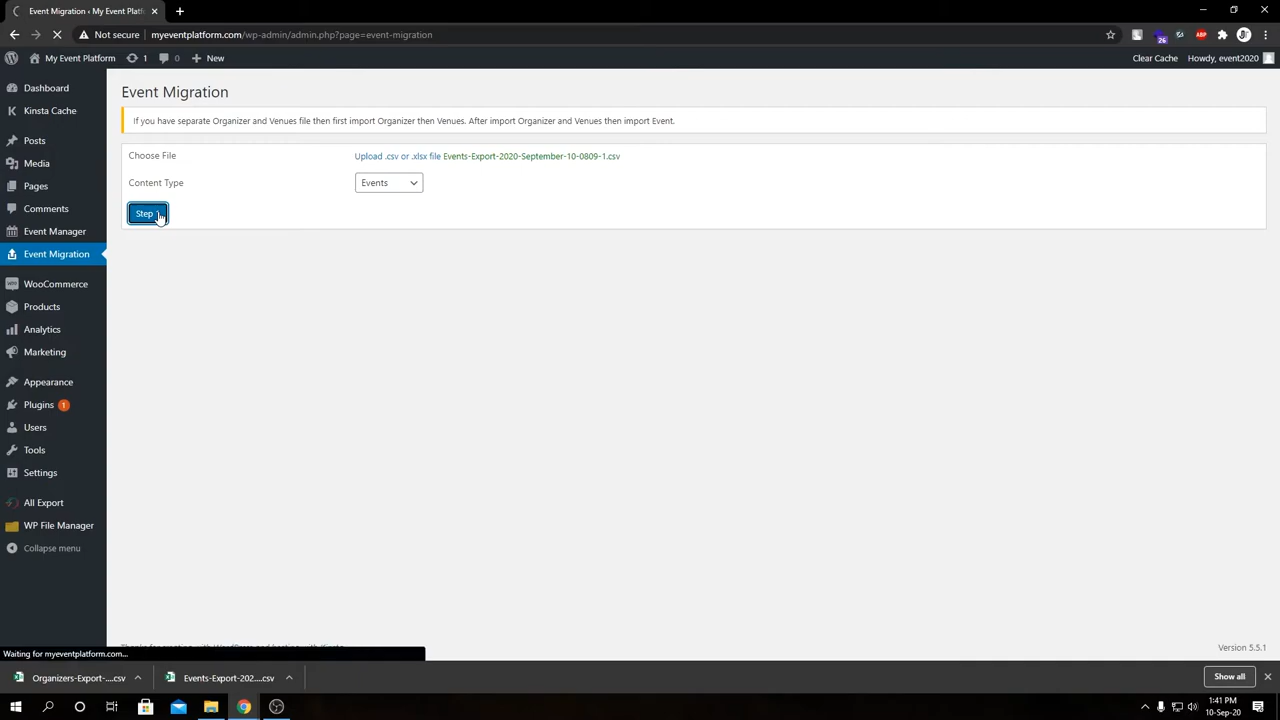 Event Migration ‹ My Event Platfo
Not secure
myeventplatform.com/wp-admin/admin.php?page=event-migration
26
ABP
My Event Platform
1
0
New
Clear Cache
Howdy, event2020
Dashboard
Kinsta Cache
Posts
Media
Pages
Comments
Event Manager
Event Migration
WooCommerce
Products
Analytics
Marketing
Appearance
Plugins 1
Users
Tools
Settings
All Export
WP File Manager
Collapse menu
Event Migration
If you have separate Organizer and Venues file then first import Organizer then Venues. After import Organizer and Venues then import Event.
Choose File
Upload .csv or .xlsx file Events-Export-2020-September-10-0809-1.csv
Content Type
Events
Step
Version 5.5.1
Waiting for myeventplatform.com...
Organizers-Export-....csv
Events-Export-202....csv
Show all
1:41 PM
10-Sep-20